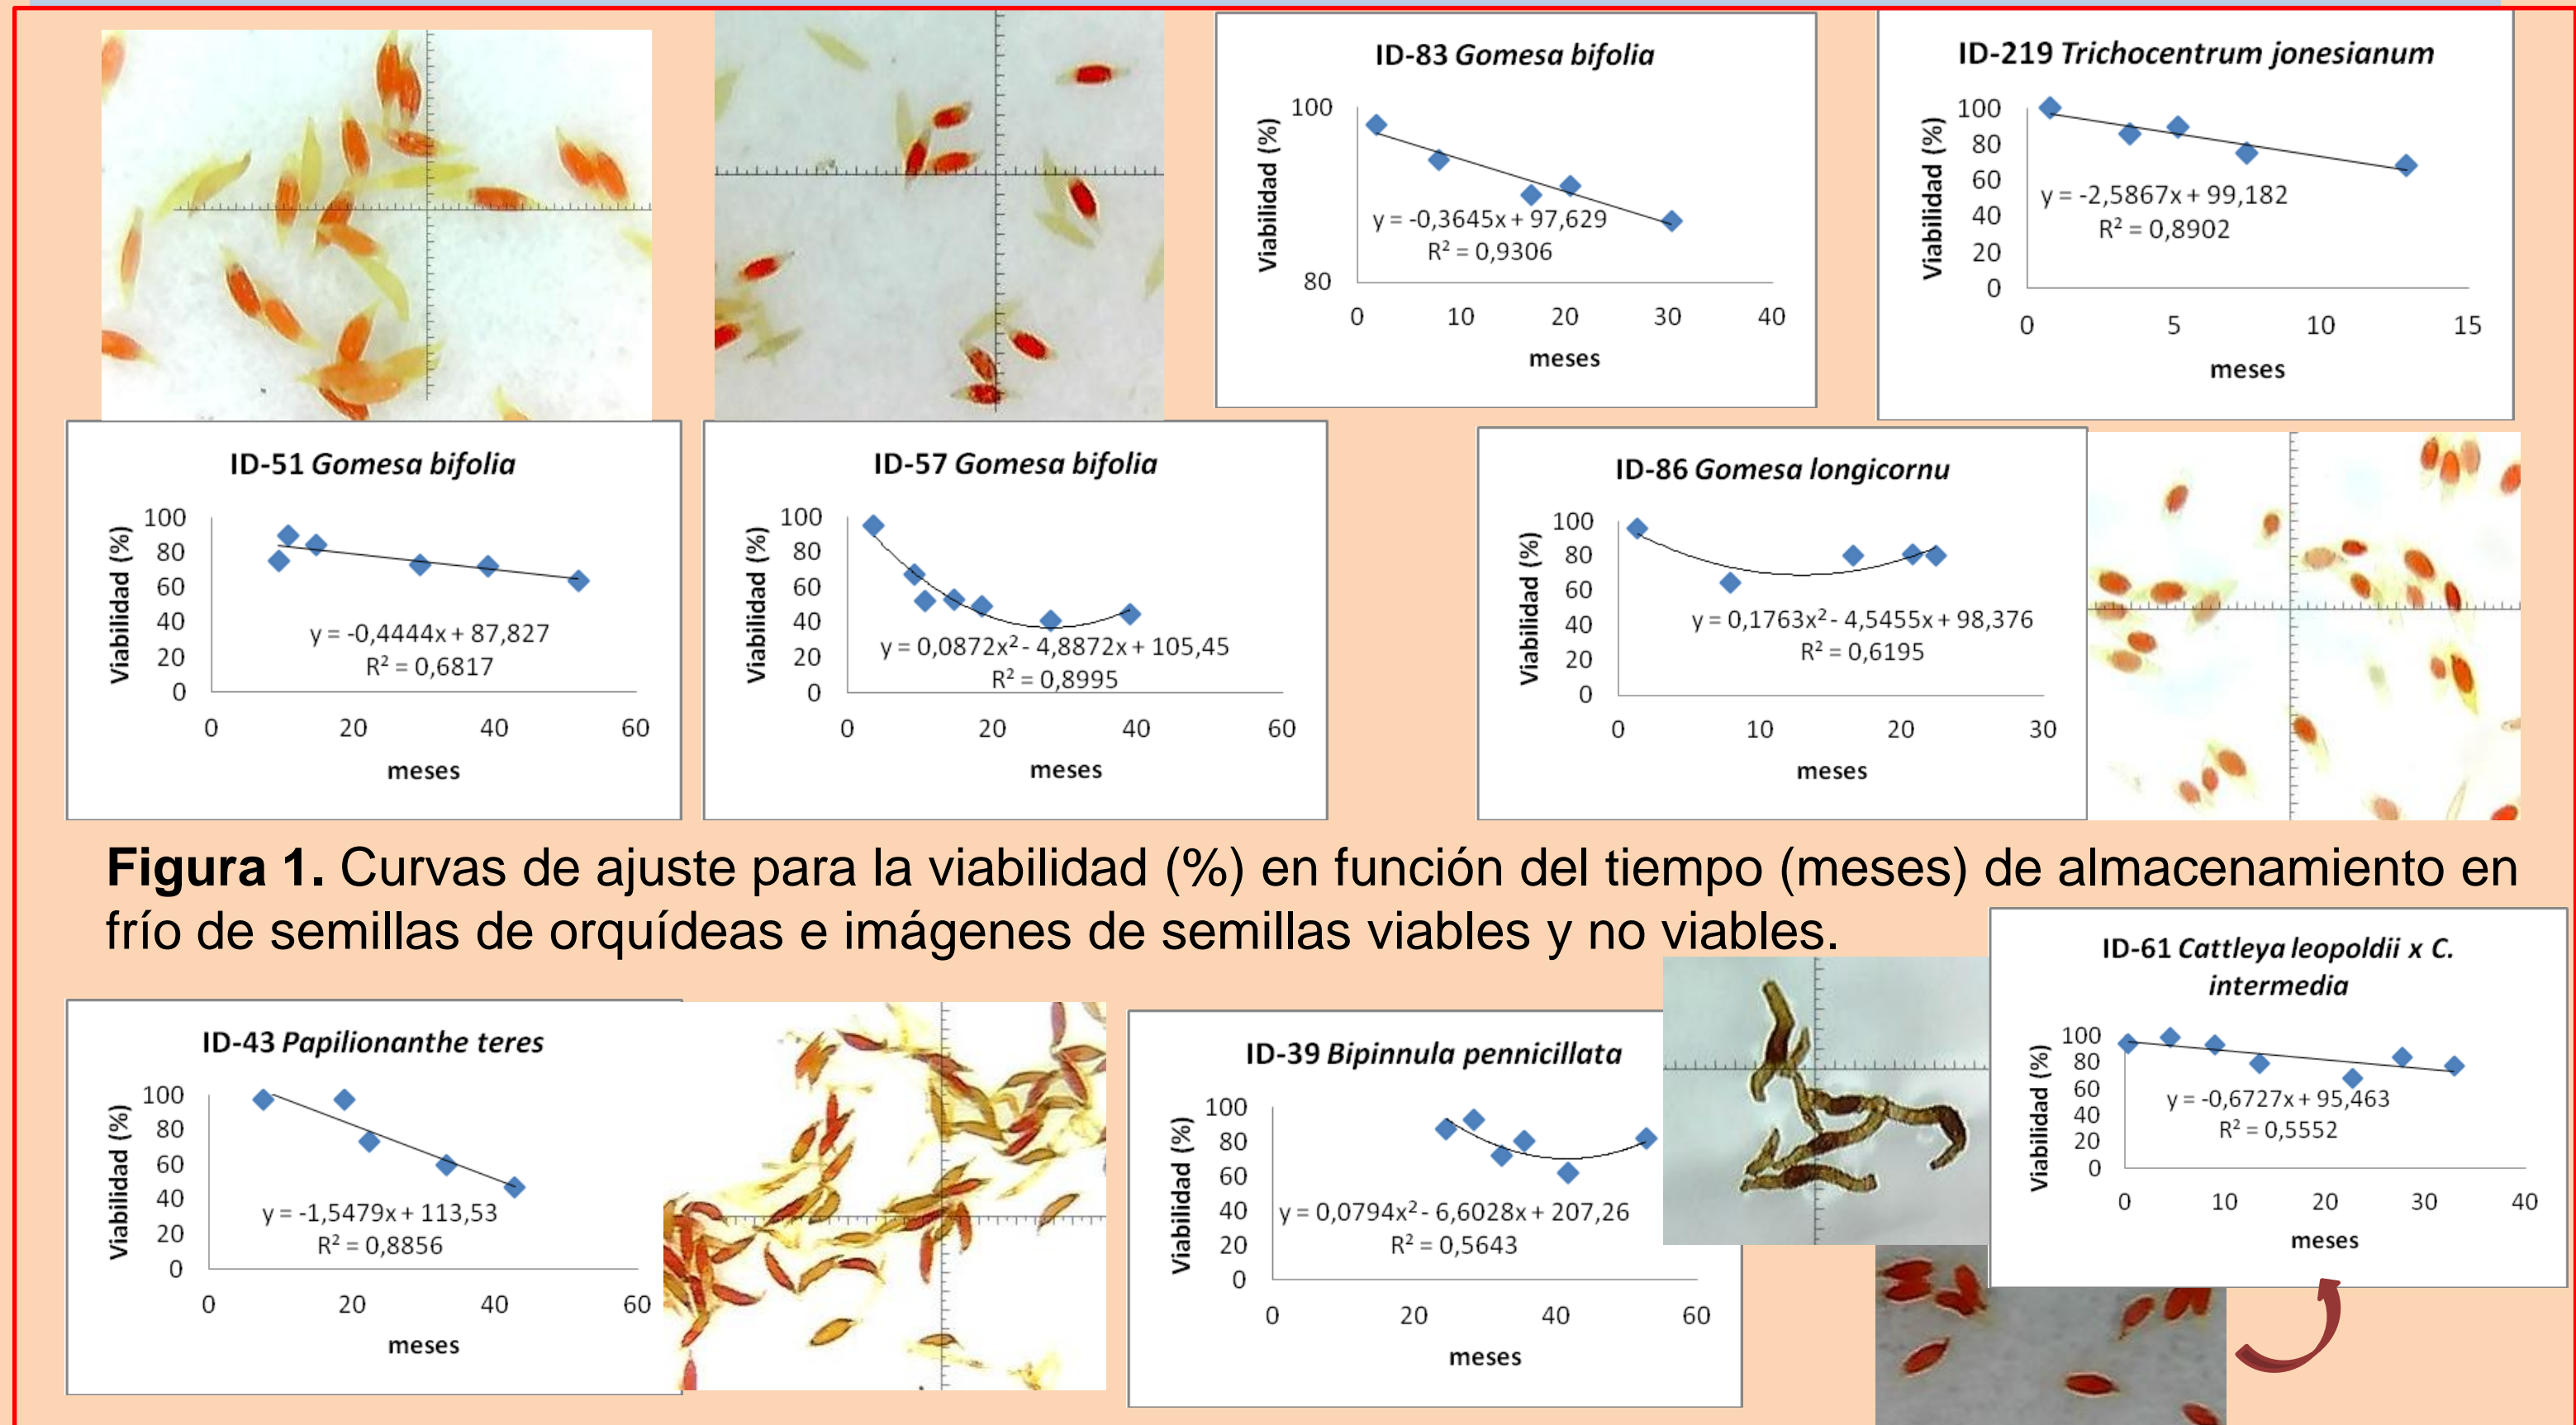 ID-83 Gomesa bifolia
Viabilidad (%)
100
80
y = -0,3645x + 97,629
R² = 0,9306
0 10 20 30 40
meses
ID-219 Trichocentrum jonesianum
Viabilidad (%)
100
80
60
40
20
0
y = -2,5867x + 99,182
R² = 0,8902
0 5 10 15
meses
ID-51 Gomesa bifolia
Viabilidad (%)
100
80
60
40
20
0
y = -0,4444x + 87,827
R² = 0,6817
0 20 40 60
meses
ID-57 Gomesa bifolia
Viabilidad (%)
100
80
60
40
20
0
y = 0,0872x² - 4,8872x + 105,45
R² = 0,8995
0 20 40 60
meses
ID-86 Gomesa longicornu
Viabilidad (%)
100
80
60
40
20
0
y = 0,1763x² - 4,5455x + 98,376
R² = 0,6195
0 10 20 30
meses
Figura 1. Curvas de ajuste para la viabilidad (%) en función del tiempo (meses) de almacenamiento en
frío de semillas de orquídeas e imágenes de semillas viables y no viables.
ID-43 Papilionanthe teres
Viabilidad (%)
100
80
60
40
20
0
y = -1,5479x + 113,53
R² = 0,8856
0 20 40 60
meses
ID-39 Bipinnula pennicillata
Viabilidad (%)
100
80
60
40
20
0
y = 0,0794x² - 6,6028x + 207,26
R² = 0,5643
0 20 40 60
meses
ID-61 Cattleya leopoldii x C.
intermedia
Viabilidad (%)
100
80
60
40
20
0
y = -0,6727x + 95,463
R² = 0,5552
0 10 20 30 40
meses